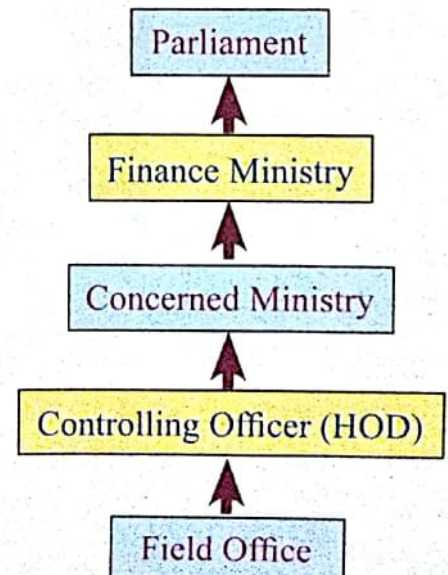 Parliament
Finance Ministry
Concerned Ministry
Controlling Officer (HOD)
Field Office